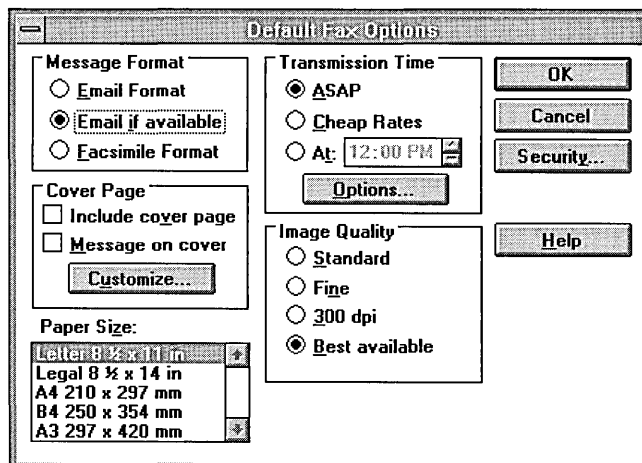 Default Fax Options
Message Format
Email Format
Email if available
Facsimile Format
Cover Page
Include cover page
Message on cover
Customize...
Paper Size:
Letter 8 ½ x 11 in
Legal 8 ½ x 14 in
A4 210 x 297 mm
B4 250 x 354 mm
A3 297 x 420 mm
Transmission Time
ASAP
Cheap Rates
At: 12:00 PM
Options...
Image Quality
Standard
Fine
300 dpi
Best available
OK
Cancel
Security...
Help